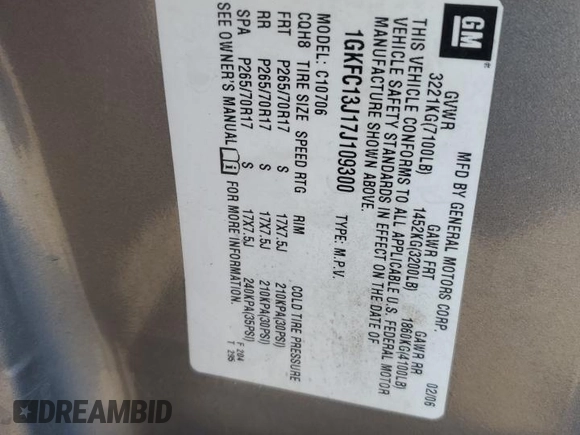 GM
MFD BY GENERAL MOTORS CORP. 02/06
GVWR GAWR FRT GAWR RR
3221KG(7100LB) 1452KG(3200LB) 1860KG(4100LB)
THIS VEHICLE CONFORMS TO ALL APPLICABLE U.S. FEDERAL MOTOR
VEHICLE SAFETY STANDARDS IN EFFECT ON THE DATE OF
MANUFACTURE SHOWN ABOVE.
1GKFC13J17J109300 TYPE: M.P.V.
MODEL: C10706
CQH8 TIRE SIZE SPEED RTG RIM COLD TIRE PRESSURE
FRT P265/70R17 S 17X7.5J 210KPA(30PSI)
RR P265/70R17 S 17X7.5J 210KPA(30PSI)
SPA P265/70R17 S 17X7.5J 240KPA(35PSI)
SEE OWNER'S MANUAL FOR MORE INFORMATION.
F 204
T 295
DREAMBID